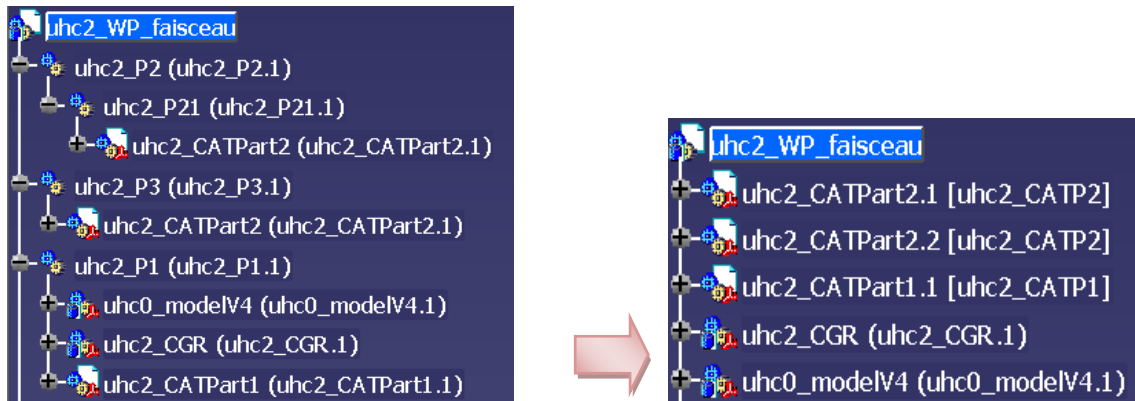 uhc2_WP_faisceau
uhc2_P2 (uhc2_P2.1)
uhc2_P21 (uhc2_P21.1)
uhc2_CATPart2 (uhc2_CATPart2.1)
uhc2_P3 (uhc2_P3.1)
uhc2_CATPart2 (uhc2_CATPart2.1)
uhc2_P1 (uhc2_P1.1)
uhc0_modelV4 (uhc0_modelV4.1)
uhc2_CGR (uhc2_CGR.1)
uhc2_CATPart1 (uhc2_CATPart1.1)
uhc2_WP_faisceau
uhc2_CATPart2.1 [uhc2_CATP2]
uhc2_CATPart2.2 [uhc2_CATP2]
uhc2_CATPart1.1 [uhc2_CATP1]
uhc2_CGR (uhc2_CGR.1)
uhc0_modelV4 (uhc0_modelV4.1)